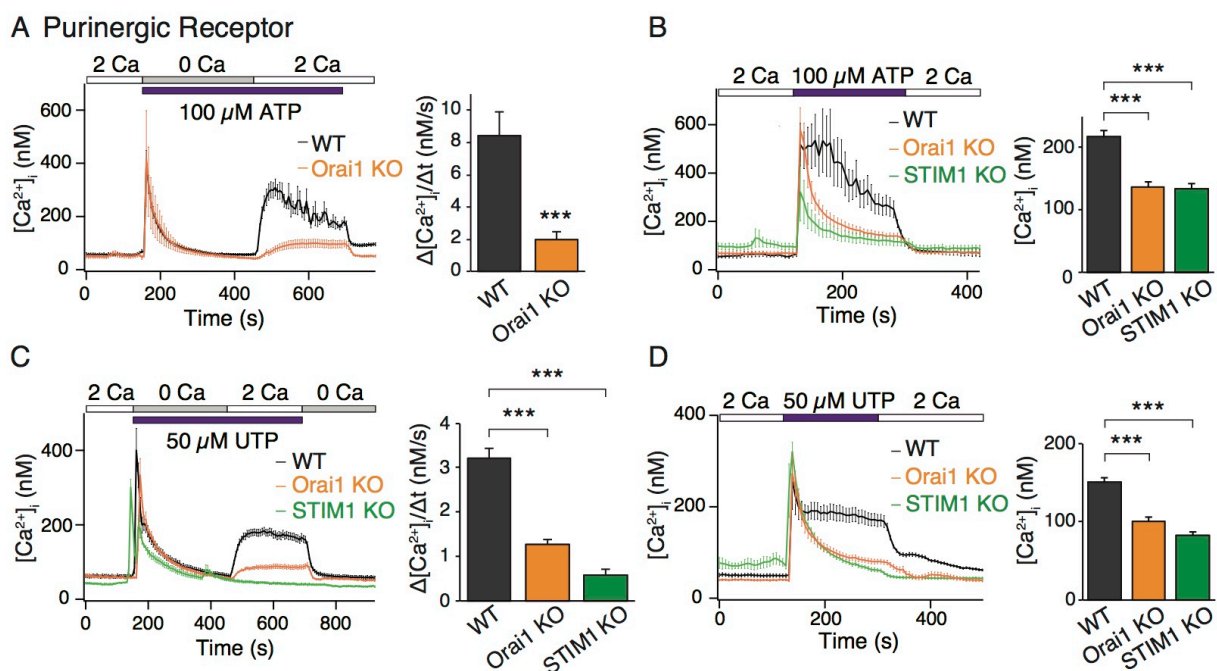 A Purinergic Receptor
2 Ca 0 Ca 2 Ca
100 µM ATP
WT
Orai1 KO
[Ca²⁺]ᵢ (nM)
600
400
200
0
0 200 400 600
Time (s)
Δ[Ca²⁺]ᵢ/Δt (nM/s)
10
8
6
4
2
0
***
WT
Orai1 KO
B
2 Ca 100 µM ATP 2 Ca
WT
Orai1 KO
STIM1 KO
[Ca²⁺]ᵢ (nM)
600
400
200
0
0 200 400
Time (s)
[Ca²⁺]ᵢ (nM)
200
100
0
***
***
WT
Orai1 KO
STIM1 KO
C
2 Ca 0 Ca 2 Ca 0 Ca
50 µM UTP
WT
Orai1 KO
STIM1 KO
[Ca²⁺]ᵢ (nM)
400
200
0
0 200 400 600 800
Time (s)
Δ[Ca²⁺]ᵢ/Δt (nM/s)
4
3
2
1
0
***
***
WT
Orai1 KO
STIM1 KO
D
2 Ca 50 µM UTP 2 Ca
WT
Orai1 KO
STIM1 KO
[Ca²⁺]ᵢ (nM)
400
200
0
0 200 400
Time (s)
[Ca²⁺]ᵢ (nM)
200
100
0
***
***
WT
Orai1 KO
STIM1 KO